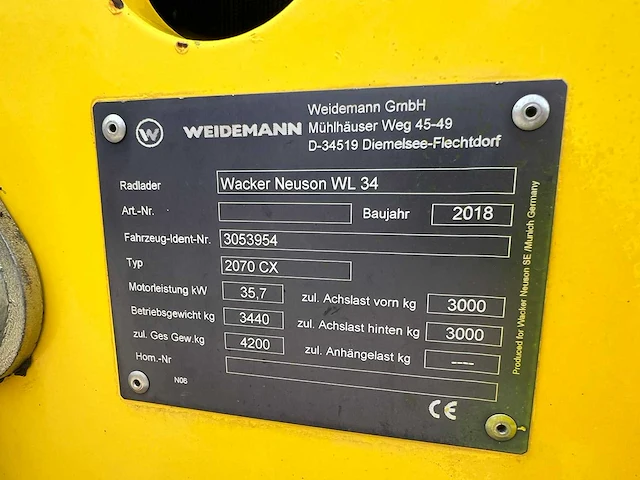 W WEIDEMANN
Weidemann GmbH
Mühlhäuser Weg 45-49
D-34519 Diemelsee-Flechtdorf
Radlader Wacker Neuson WL 34
Art.-Nr. Baujahr 2018
Fahrzeug-Ident-Nr. 3053954
Typ 2070 CX
Motorleistung kW 35,7 zul. Achslast vorn kg 3000
Betriebsgewicht kg 3440 zul. Achslast hinten kg 3000
zul. Ges Gew.kg 4200 zul. Anhängelast kg ----
Hom.-Nr
N06
CE
Produced for Wacker Neuson SE /Munich Germany